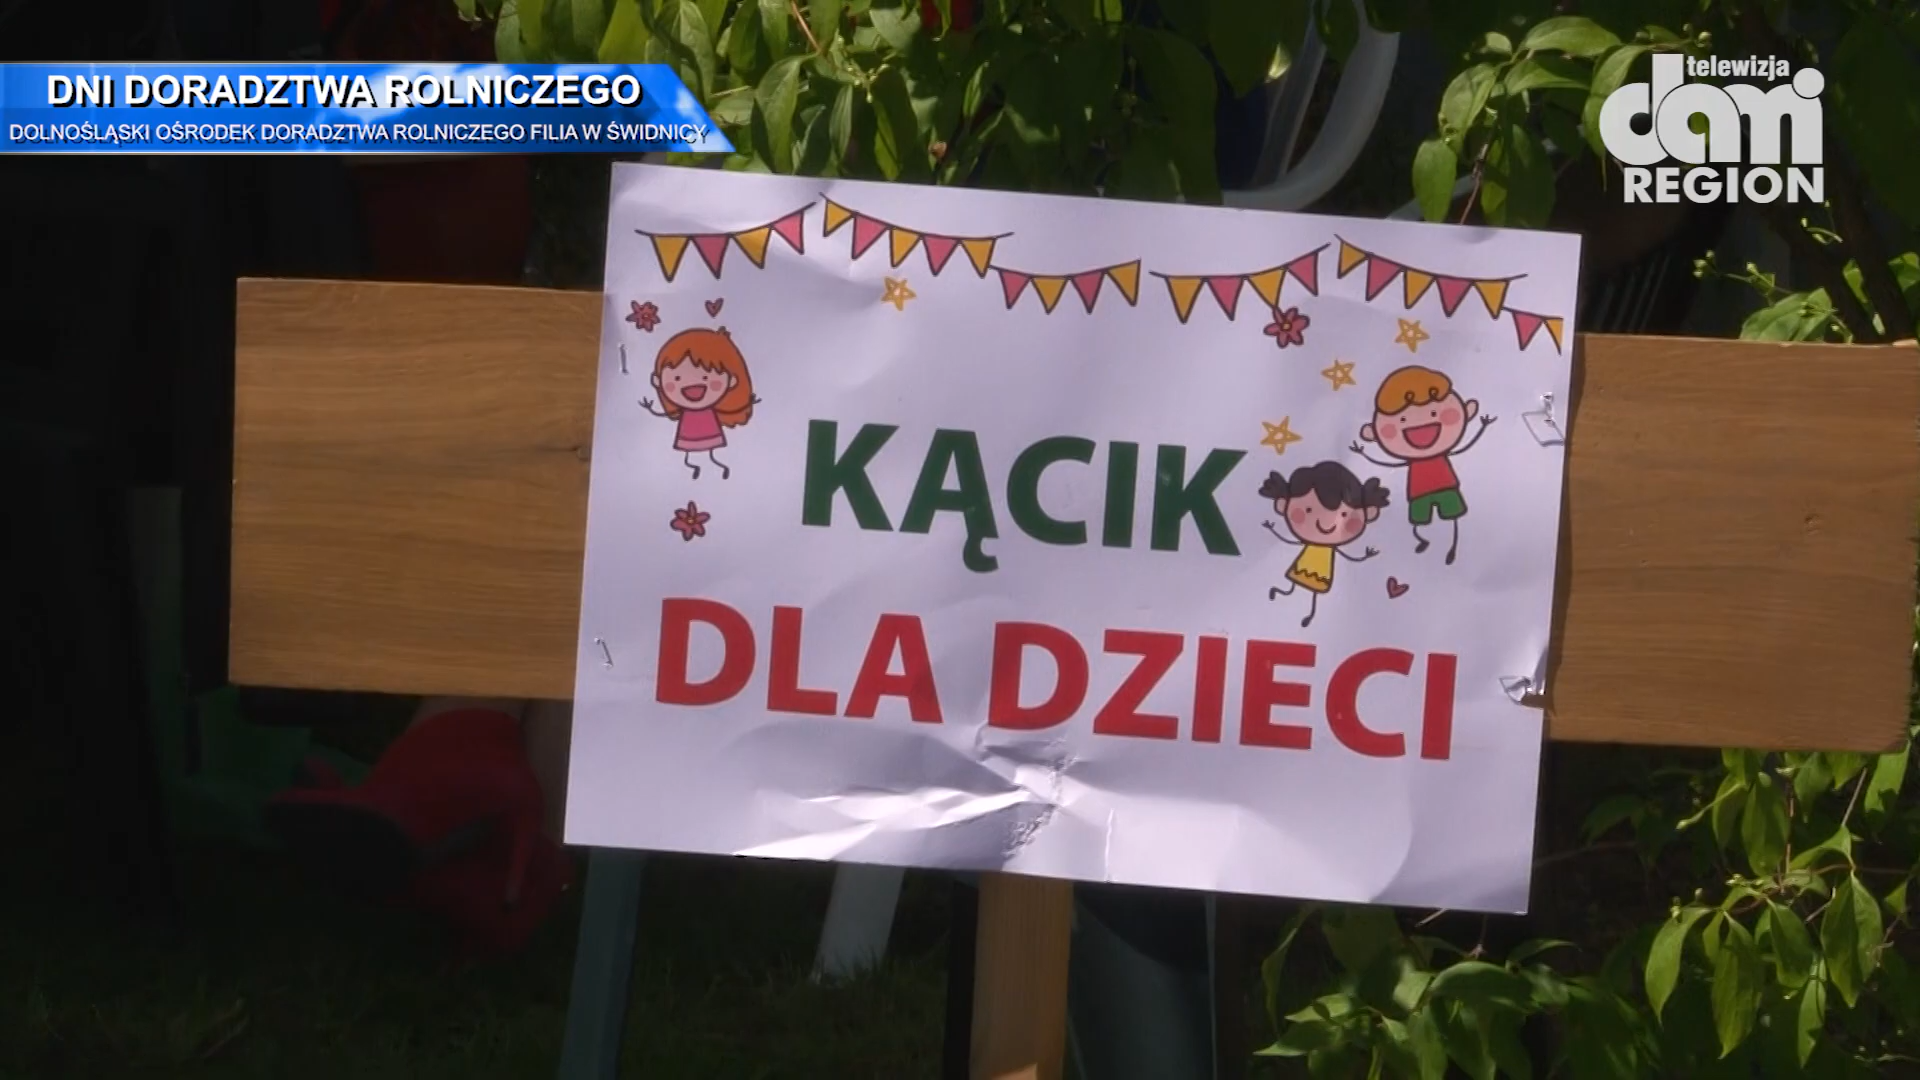 DNI DORADZTWA ROLNICZEGO
DOLNOŚLĄSKI OŚRODEK DORADZTWA ROLNICZEGO FILIA W ŚWIDNICY
telewizja
dami
REGION
KĄCIK
DLA DZIECI